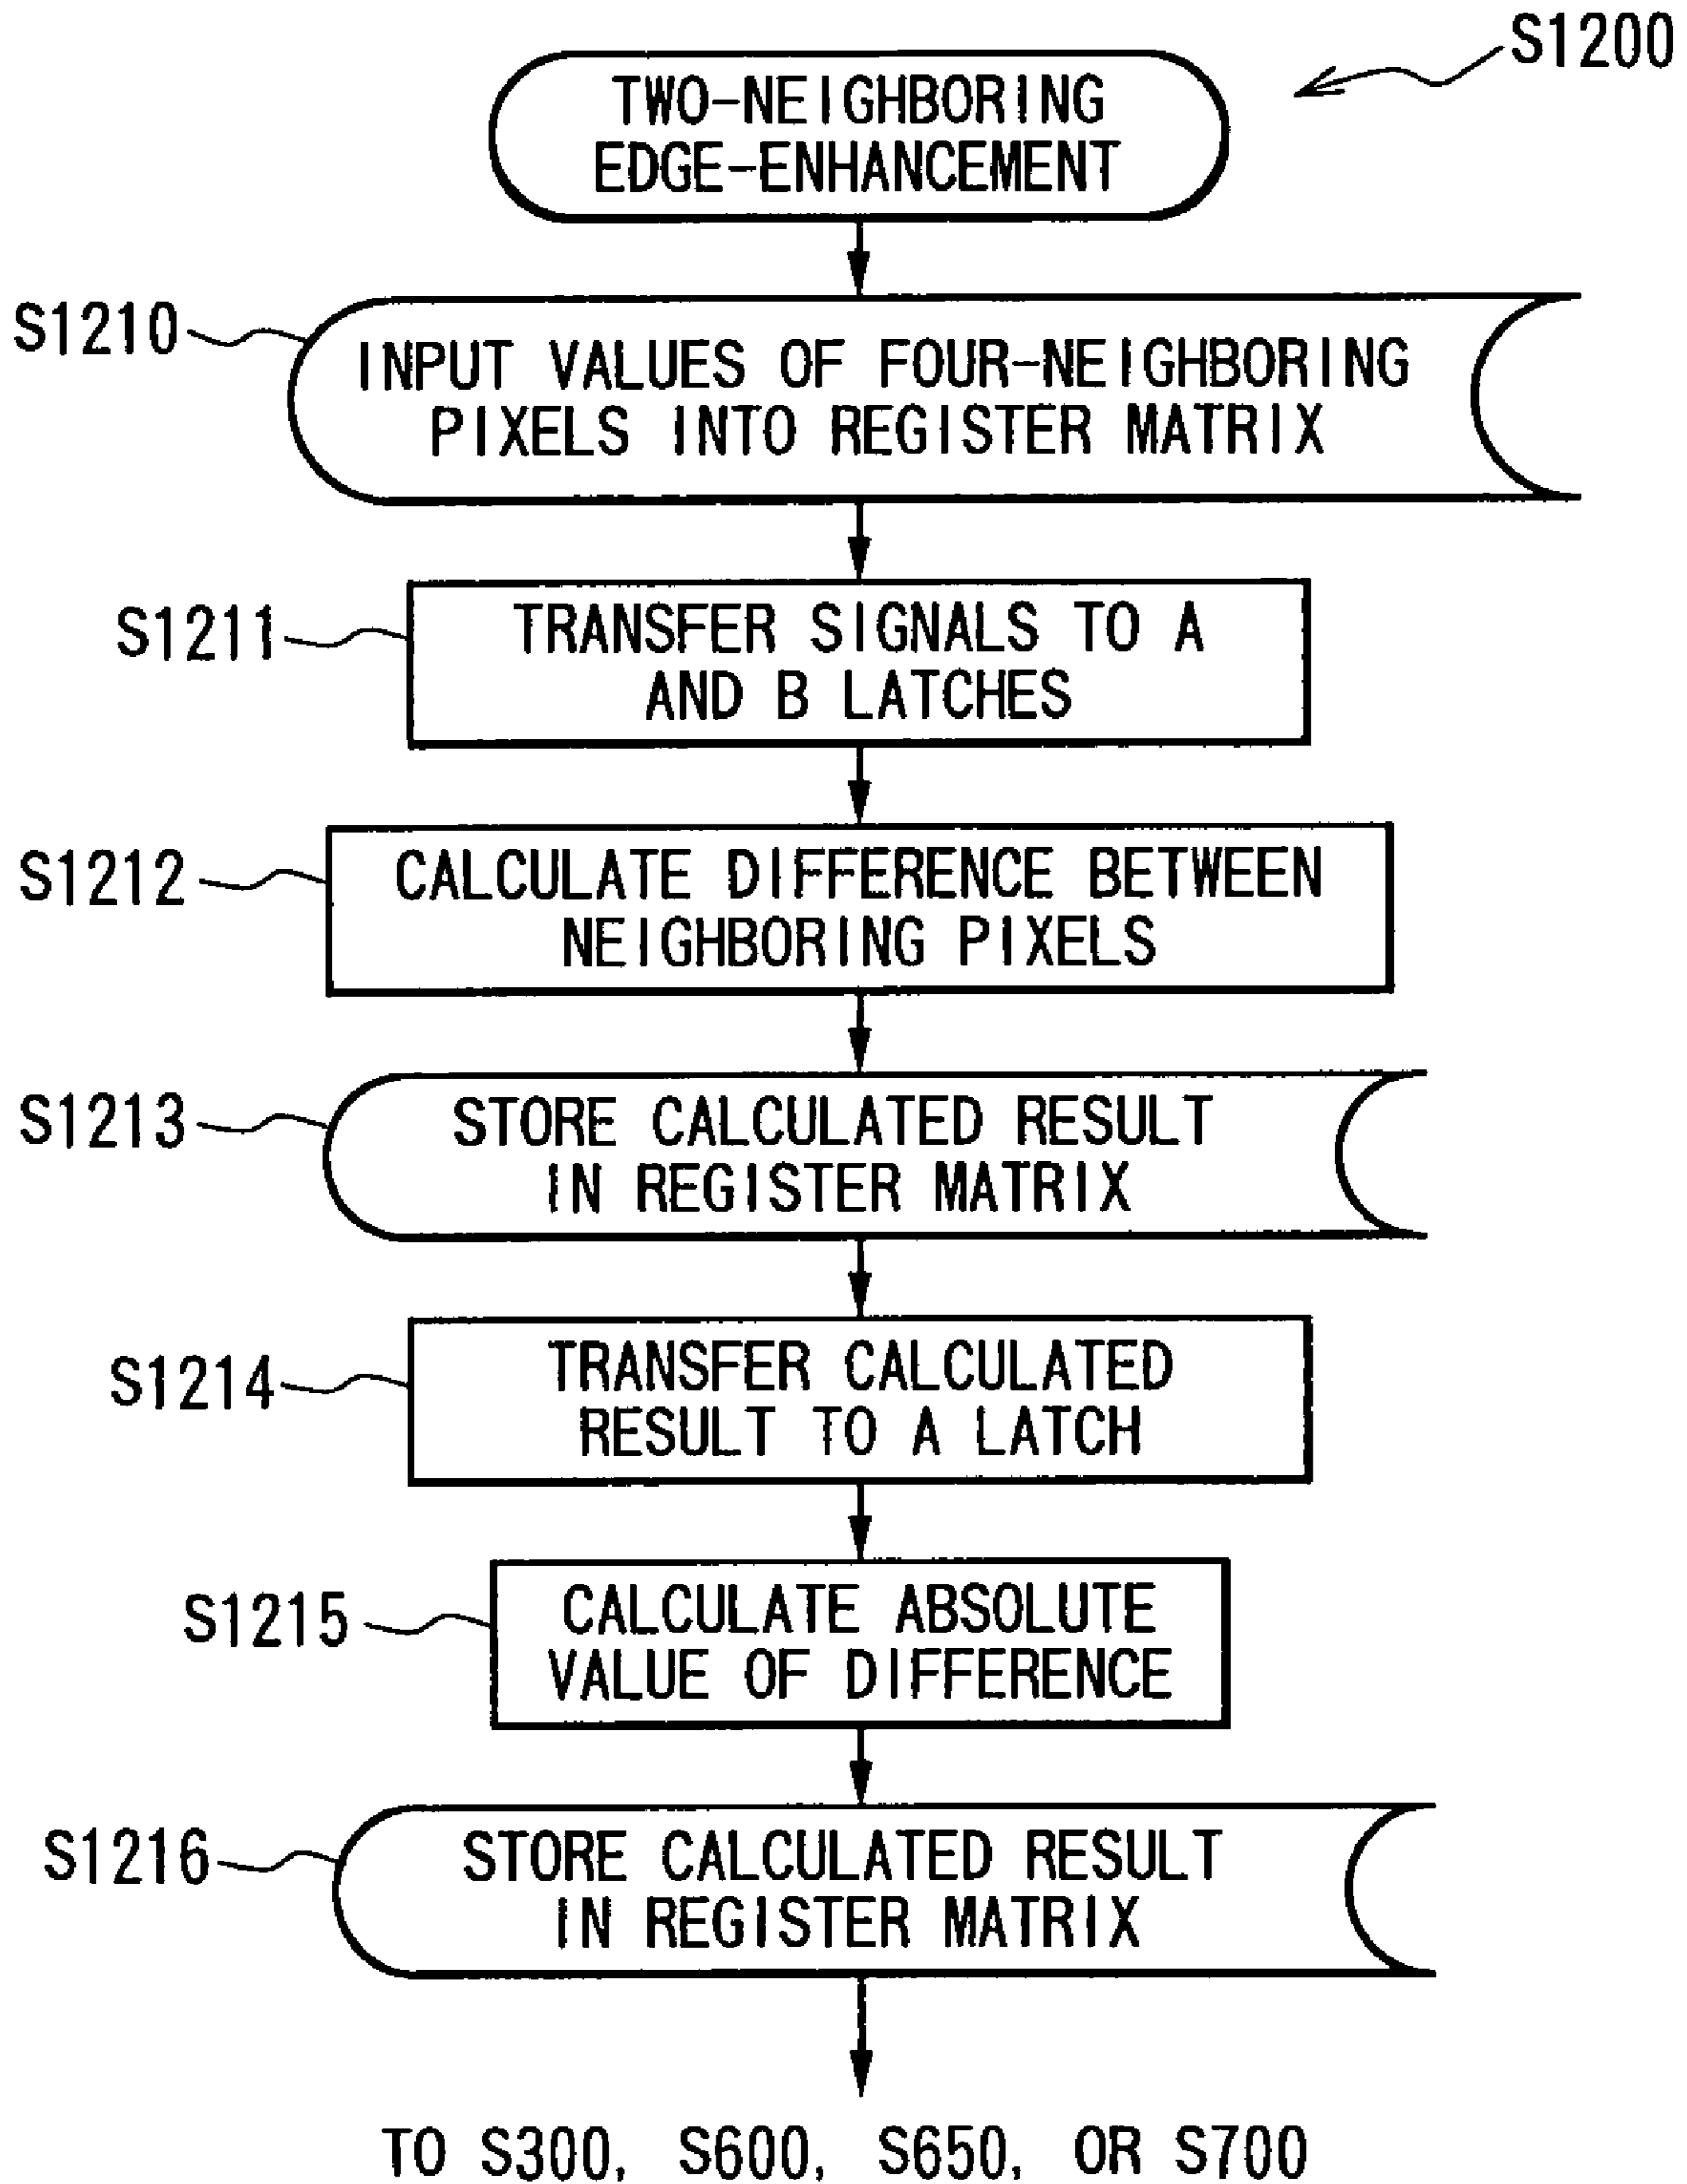 S1200
TWO-NEIGHBORING
EDGE-ENHANCEMENT
S1210
INPUT VALUES OF FOUR-NEIGHBORING
PIXELS INTO REGISTER MATRIX
S1211
TRANSFER SIGNALS TO A
AND B LATCHES
S1212
CALCULATE DIFFERENCE BETWEEN
NEIGHBORING PIXELS
S1213
STORE CALCULATED RESULT
IN REGISTER MATRIX
S1214
TRANSFER CALCULATED
RESULT TO A LATCH
S1215
CALCULATE ABSOLUTE
VALUE OF DIFFERENCE
S1216
STORE CALCULATED RESULT
IN REGISTER MATRIX
TO S300, S600, S650, OR S700